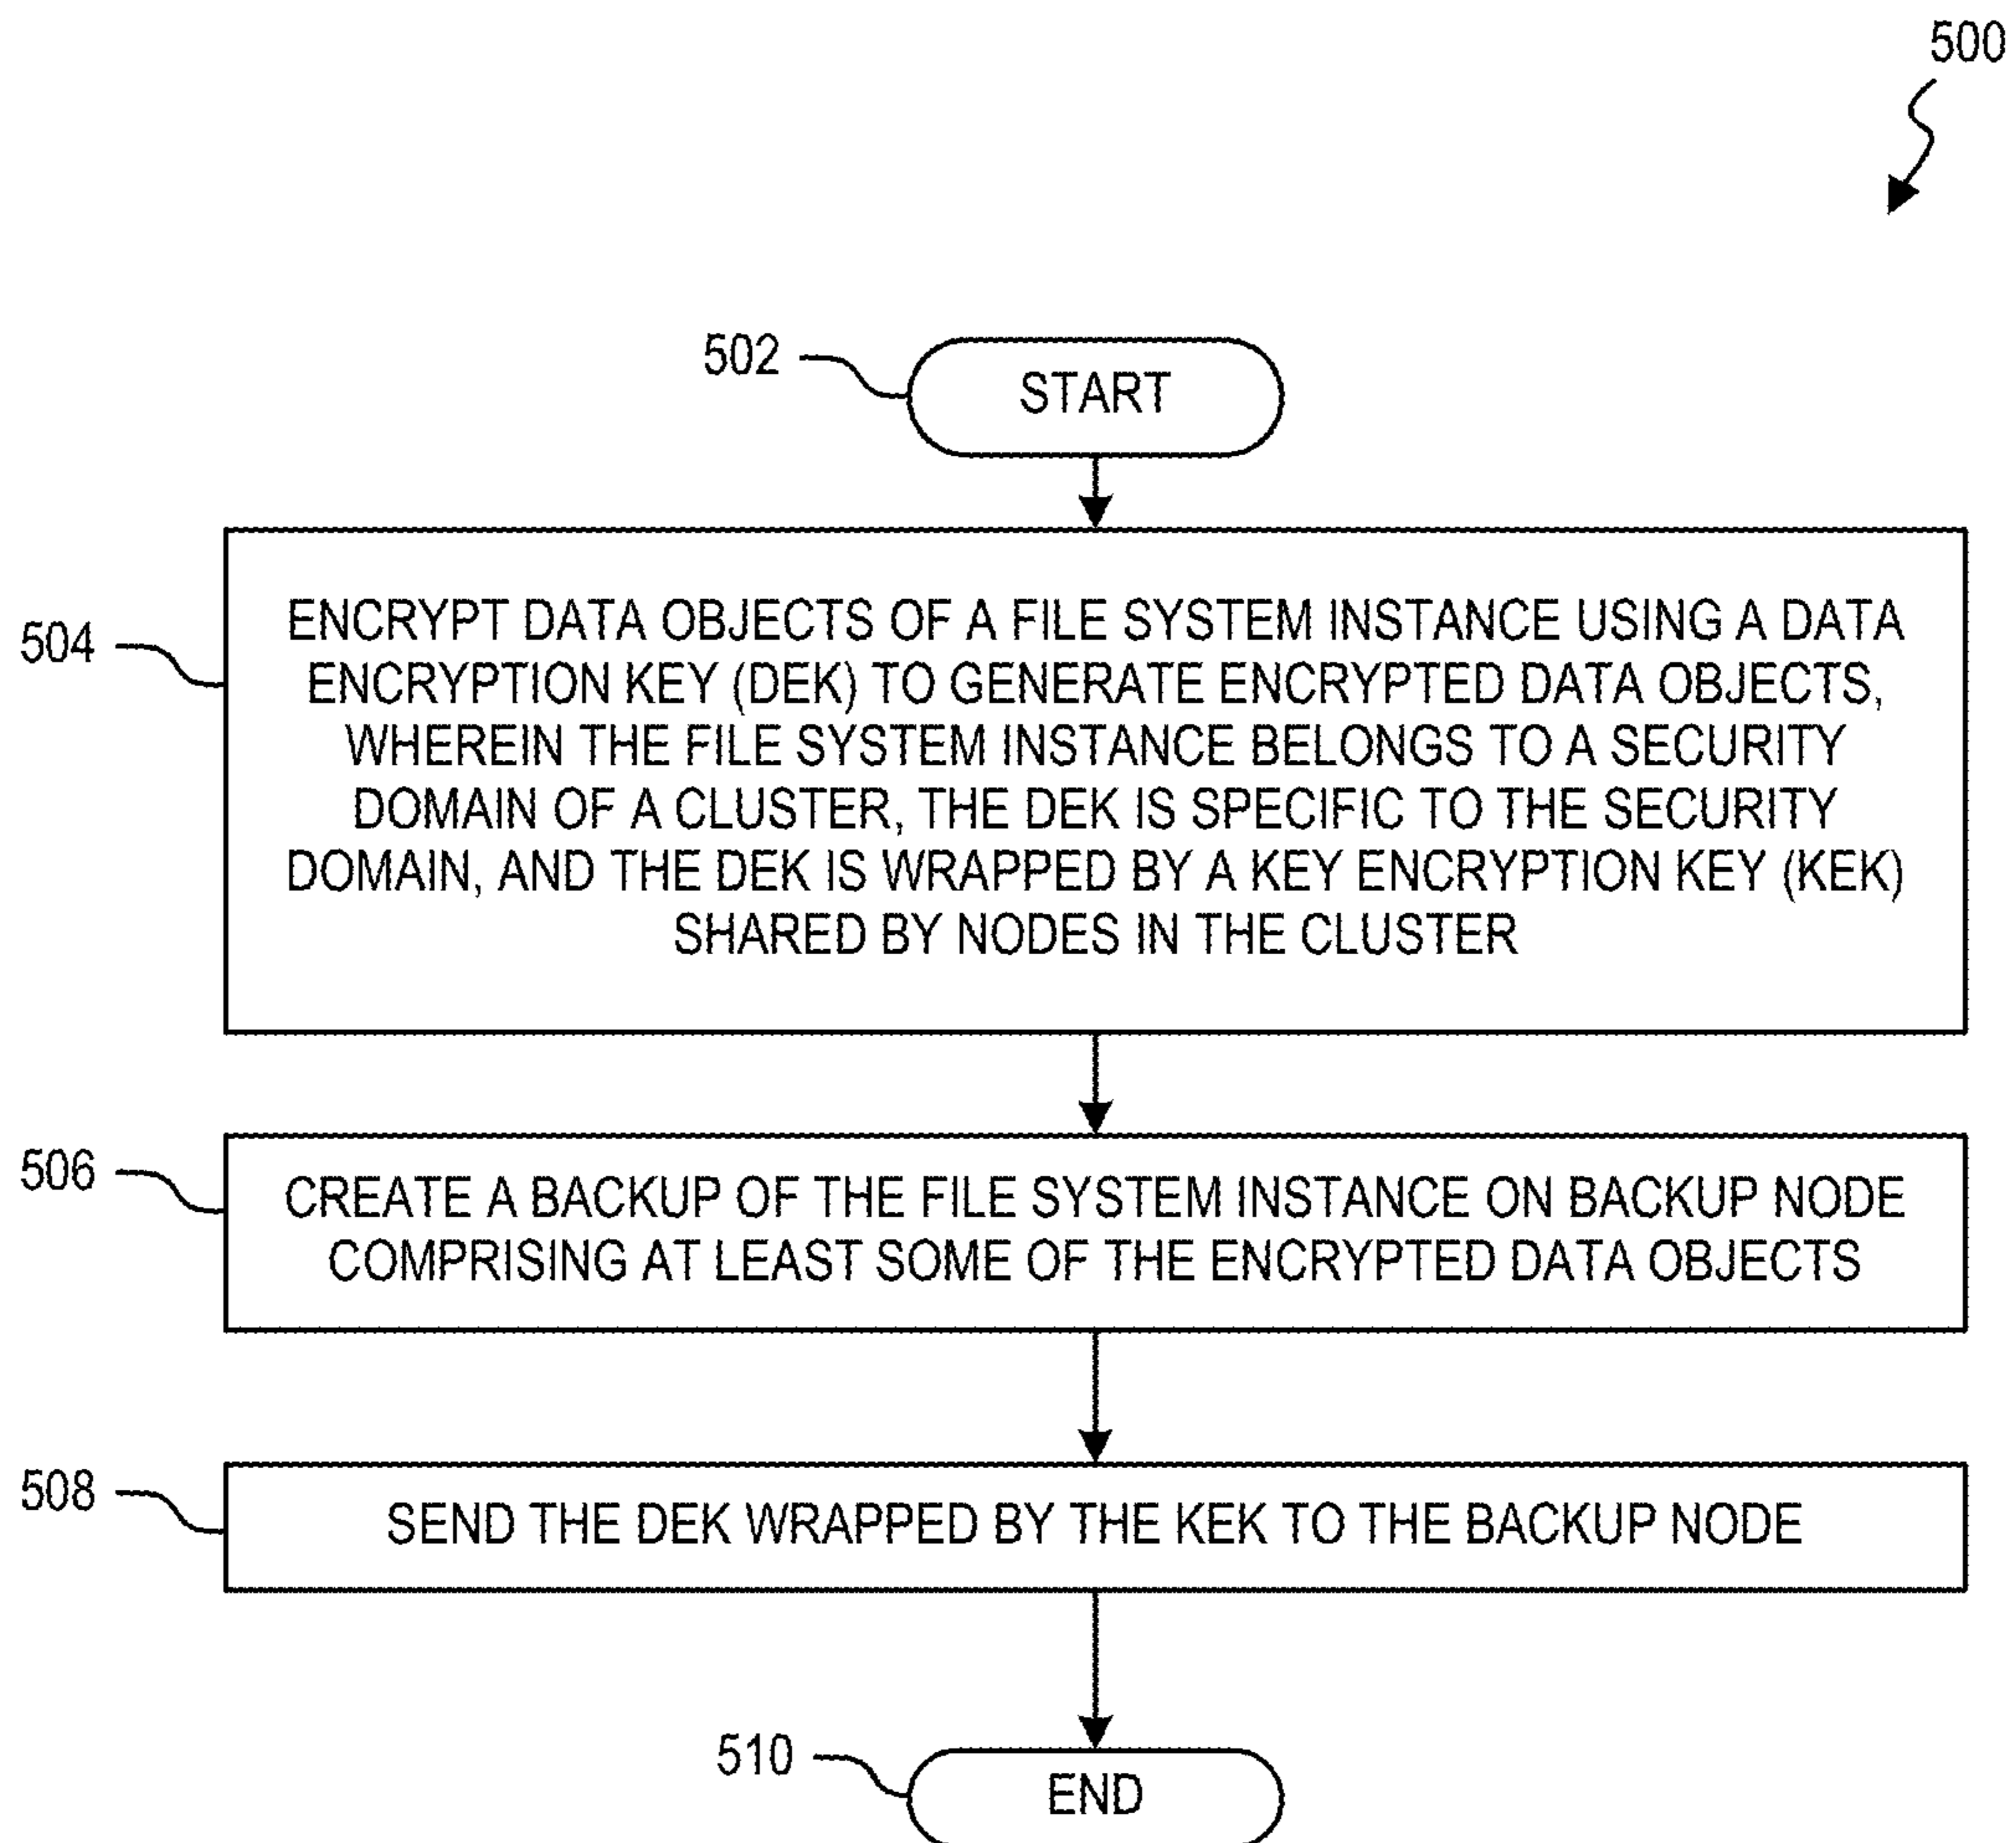 500
502
START
504
ENCRYPT DATA OBJECTS OF A FILE SYSTEM INSTANCE USING A DATA
ENCRYPTION KEY (DEK) TO GENERATE ENCRYPTED DATA OBJECTS,
WHEREIN THE FILE SYSTEM INSTANCE BELONGS TO A SECURITY
DOMAIN OF A CLUSTER, THE DEK IS SPECIFIC TO THE SECURITY
DOMAIN, AND THE DEK IS WRAPPED BY A KEY ENCRYPTION KEY (KEK)
SHARED BY NODES IN THE CLUSTER
506
CREATE A BACKUP OF THE FILE SYSTEM INSTANCE ON BACKUP NODE
COMPRISING AT LEAST SOME OF THE ENCRYPTED DATA OBJECTS
508
SEND THE DEK WRAPPED BY THE KEK TO THE BACKUP NODE
510
END